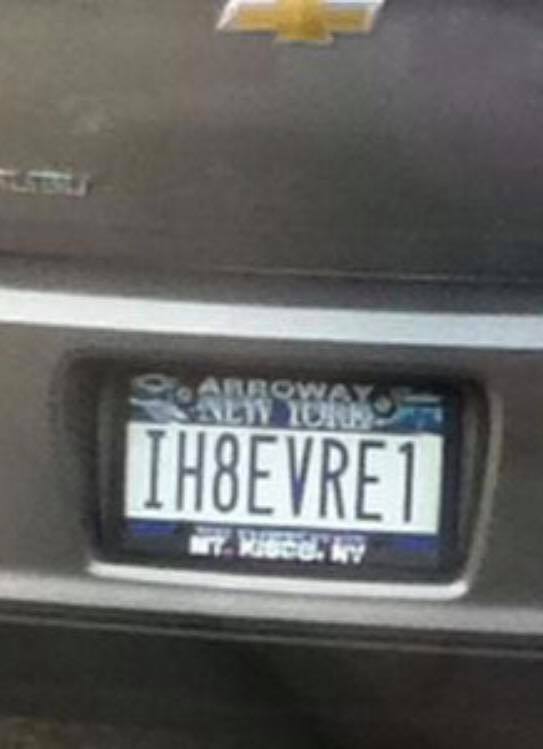 ARROWAY
NEW YORK
IH8EVRE1
MT. KISCO, NY